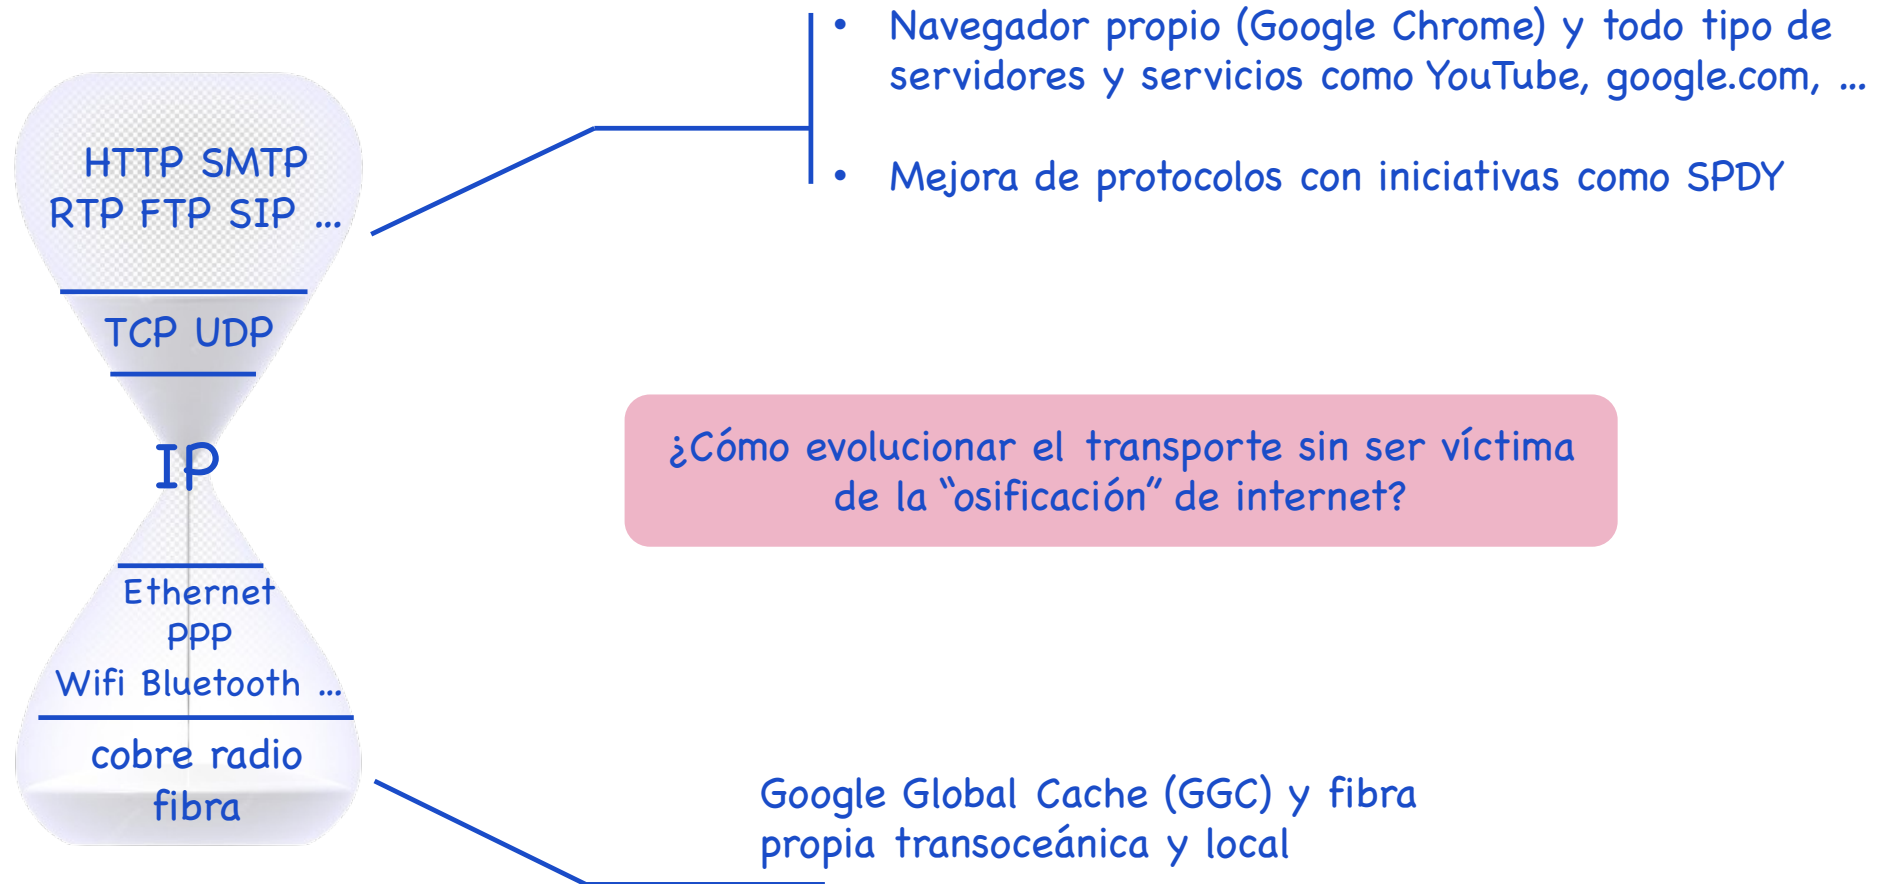 • Navegador propio (Google Chrome) y todo tipo de
servidores y servicios como YouTube, google.com, ...
• Mejora de protocolos con iniciativas como SPDY
HTTP SMTP
RTP FTP SIP ...
TCP UDP
IP
¿Cómo evolucionar el transporte sin ser víctima
de la “osificación” de internet?
Ethernet
PPP
Wifi Bluetooth ...
cobre radio
fibra
Google Global Cache (GGC) y fibra
propia transoceánica y local